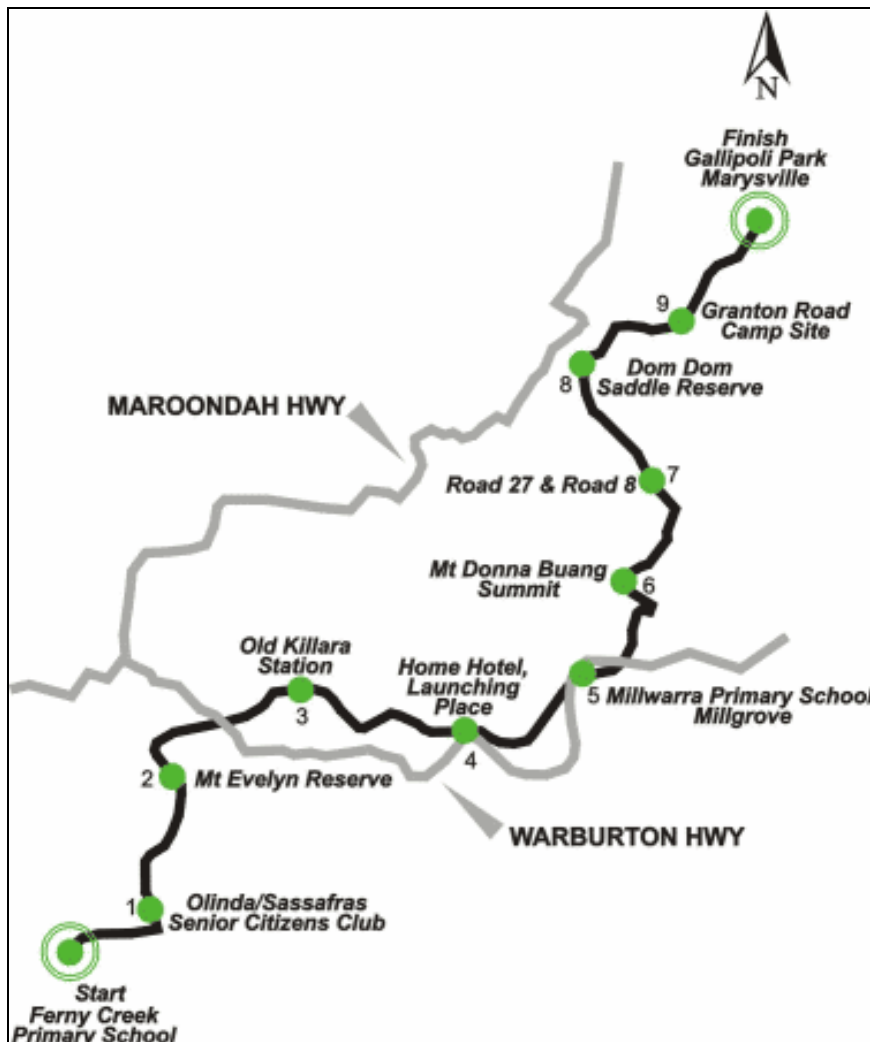 N
Finish
Gallipoli Park
Marysville
9
Granton Road
Camp Site
8
Dom Dom
Saddle Reserve
MAROONDAH HWY
Road 27 & Road 8
7
Mt Donna Buang
Summit
6
Old Killara
Station
3
Home Hotel,
Launching
Place
4
5
Millwarra Primary School
Millgrove
2
Mt Evelyn Reserve
WARBURTON HWY
1
Olinda/Sassafras
Senior Citizens Club
Start
Ferny Creek
Primary School